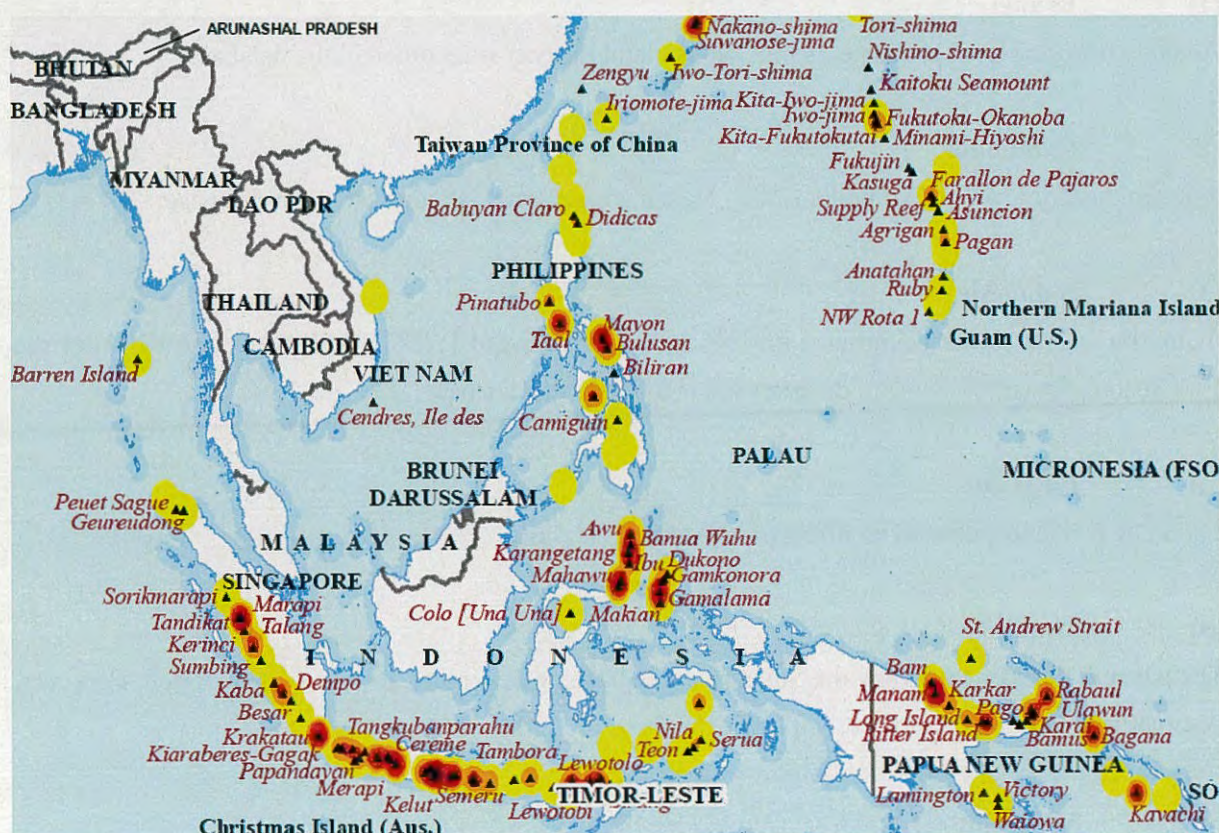 ARUNASHAL PRADESH
Nakano-shima
Tori-shima
Suwanose-jima
Nishino-shima
BHUTAN
Zengyu
Iwo-Tori-shima
Kaitoku Seamount
BANGLADESH
Iriomote-jima
Kita-Iwo-jima
Iwo-jima
Fukutoku-Okanoba
Taiwan Province of China
Kita-Fukutokutai
Minami-Hiyoshi
Fukujin
MYANMAR
Kasuga
Farallon de Pajaros
LAO PDR
Ahyi
Babuyan Claro
Didicas
Supply Reef
Asuncion
Agrigan
Pagan
PHILIPPINES
Anatahan
THAILAND
Pinatubo
Ruby
Northern Mariana Island
Mayon
NW Rota 1
Guam (U.S.)
CAMBODIA
Taal
Bulusan
Barren Island
VIET NAM
Biliran
Cendres, Ile des
Camiguin
PALAU
BRUNEI
DARUSSALAM
MICRONESIA (FSO
Peuet Sague
Geureudong
Awu
Banua Wuhu
MALAYSIA
Karangetang
Ibu
Dukono
SINGAPORE
Mahawu
Gamkonora
Sorikmarapi
Marapi
Gamalama
Tandikat
Talang
Colo [Una Una]
Makian
Kerinci
St. Andrew Strait
Sumbing
INDONESIA
Bam
Kaba
Dempo
Manam
Karkar
Rabaul
Besar
Long Island
Pago
Ulawun
Krakatau
Tangkubanparahu
Nila
Ritter Island
Karai
Kiaraberes-Gagak
Cereme
Tambora
Teon
Serua
Bamus
Bagana
Papandayan
Lewotolo
PAPUA NEW GUINEA
Merapi
Semeru
TIMOR-LESTE
Lamington
Victory
SO
Kelut
Lewotobi
Waiowa
Kavachi
Christmas Island (Aus.)